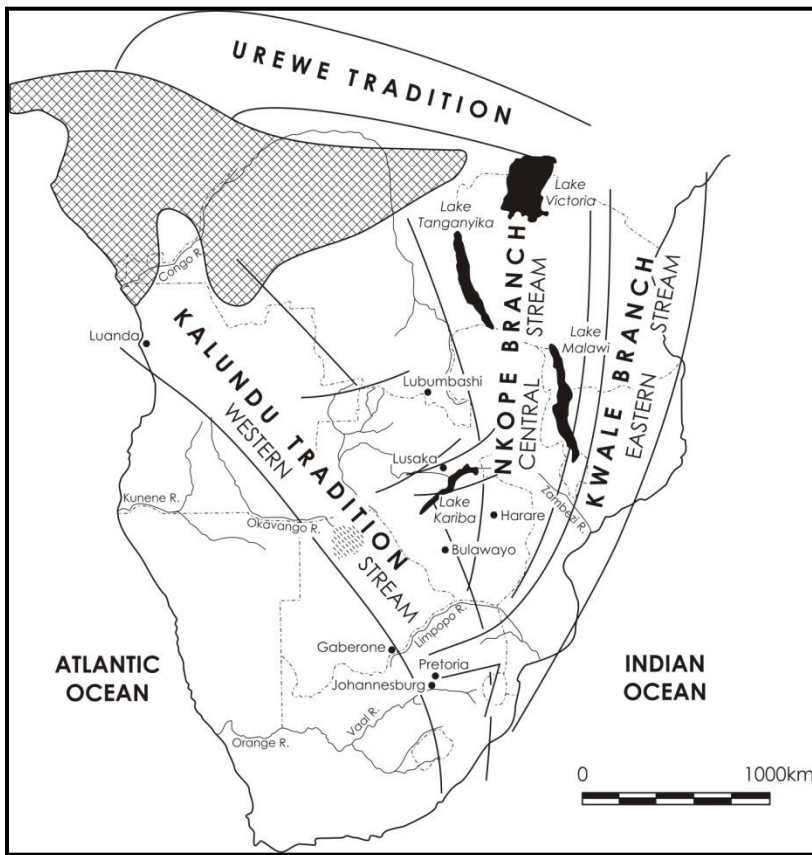 UREWE TRADITION
Lake
Victoria
Lake
Tanganyika
Congo R.
NKOPE BRANCH
CENTRAL STREAM
KWALE BRANCH
EASTERN STREAM
Lake
Malawi
Luanda
KALUNDU TRADITION
WESTERN STREAM
Lubumbashi
Lusaka
Lake
Kariba
Zambezi R.
Kunene R.
Okávango R.
Harare
Bulawayo
Limpopo R.
Gaberone
ATLANTIC
OCEAN
Pretoria
Johannesburg
INDIAN
OCEAN
Vaal R.
Orange R.
0 1000km